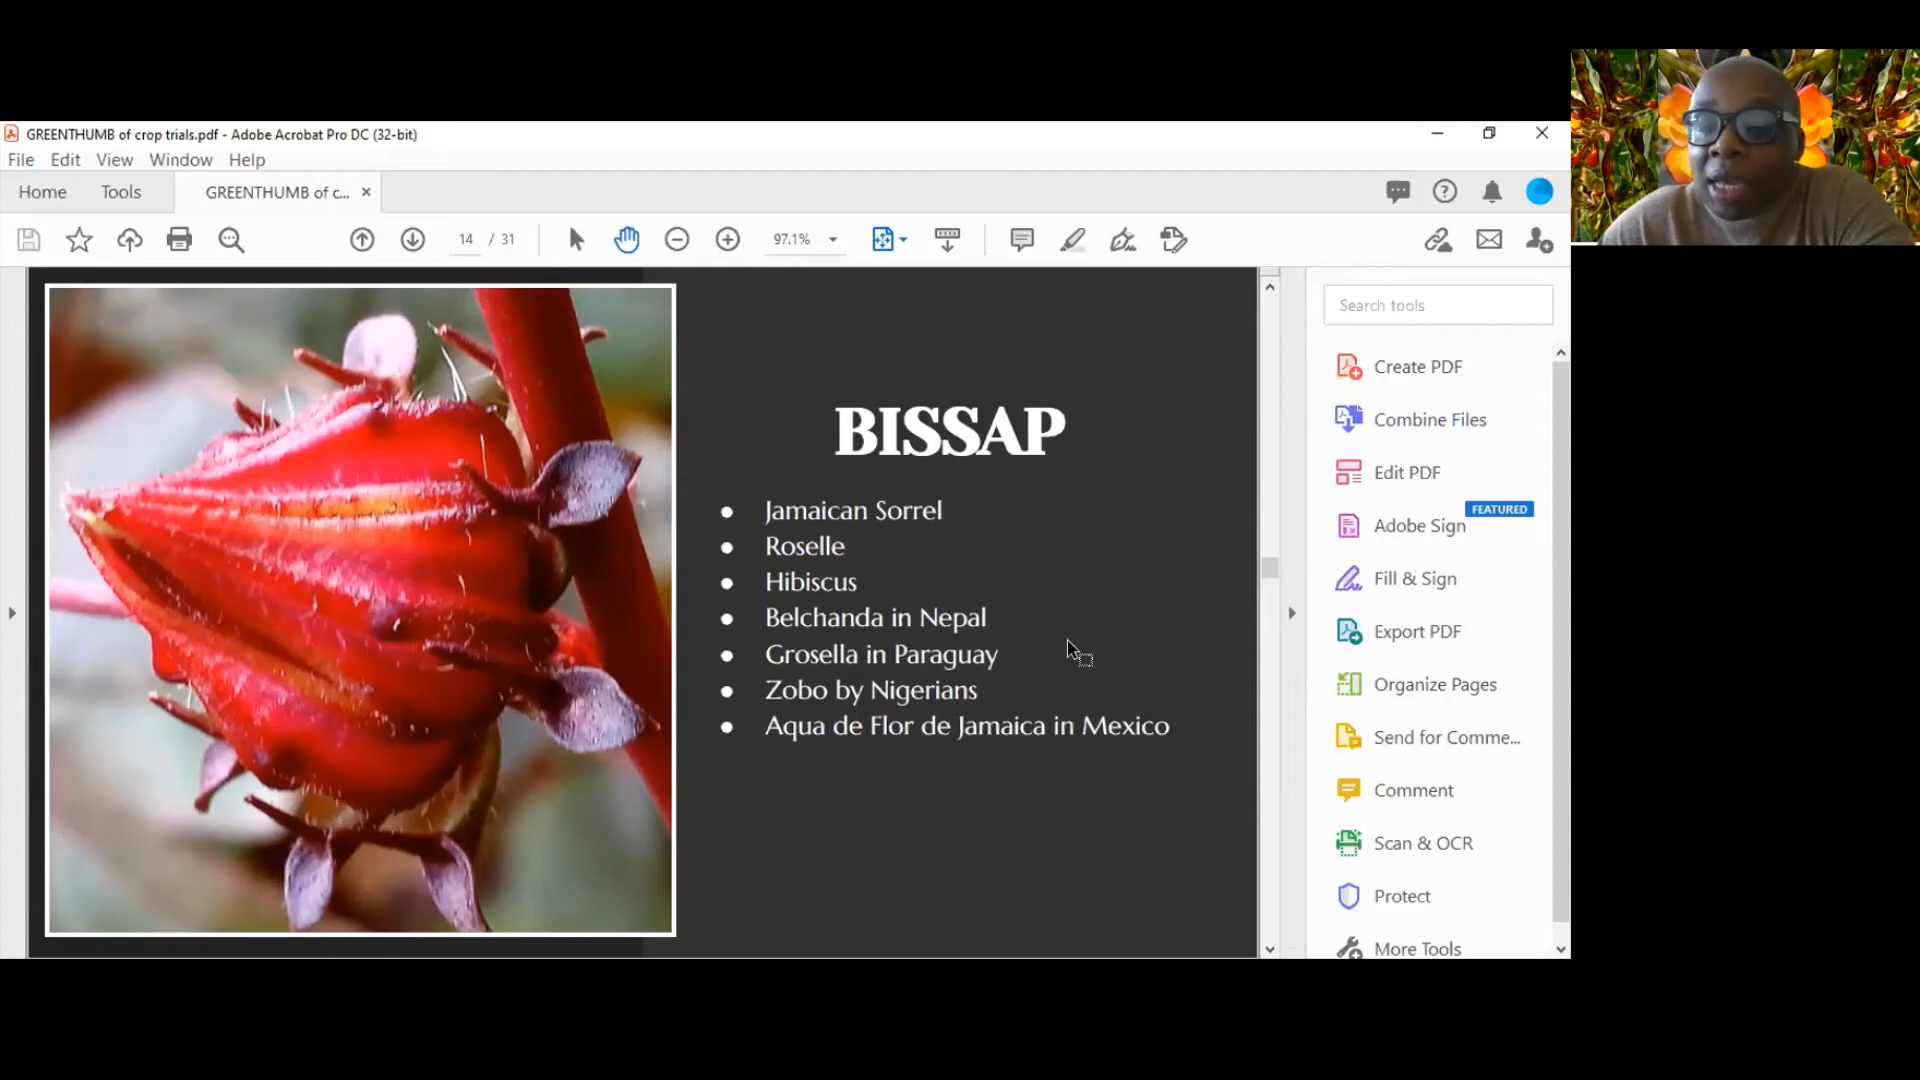 GREENTHUMB of crop trials.pdf - Adobe Acrobat Pro DC (32-bit)
File Edit View Window Help
Home Tools GREENTHUMB of c... ×
14 / 31 97.1%
BISSAP
Jamaican Sorrel
Roselle
Hibiscus
Belchanda in Nepal
Grosella in Paraguay
Zobo by Nigerians
Aqua de Flor de Jamaica in Mexico
Search tools
Create PDF
Combine Files
Edit PDF
FEATURED
Adobe Sign
Fill & Sign
Export PDF
Organize Pages
Send for Comme...
Comment
Scan & OCR
Protect
More Tools